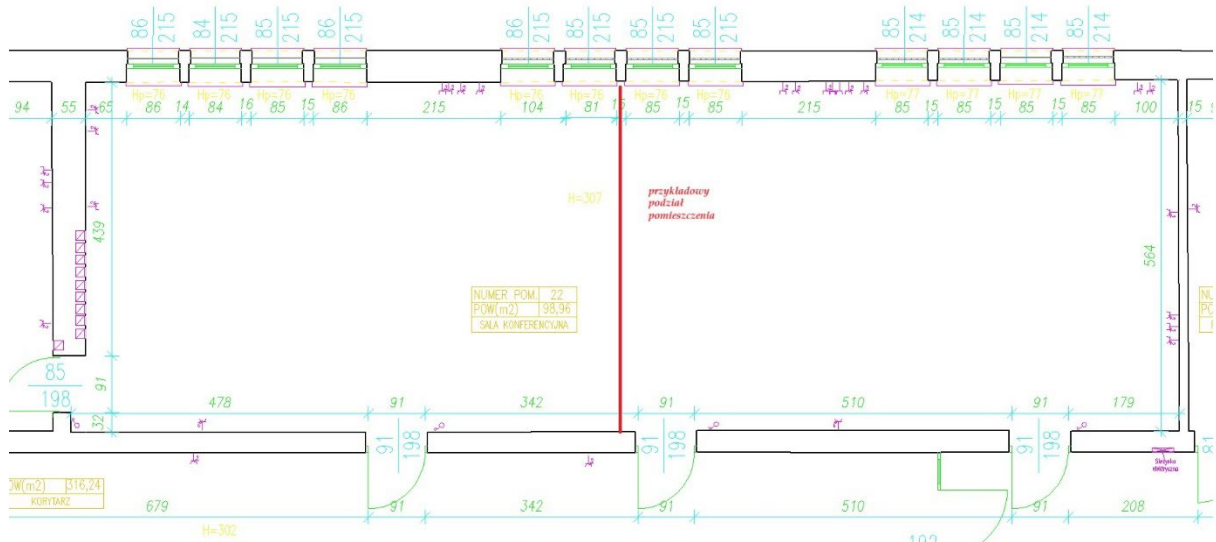 86 84 85 86 86 85 85 85 85 85 85 85
215 215 215 215 215 215 215 215 214 214 214 214
Hp=76 Hp=76 Hp=76 Hp=76 Hp=76 Hp=76 Hp=76 Hp=76 Hp=77 Hp=77 Hp=77 Hp=77
94 55 65 86 14 84 16 85 15 86 215 104 81 15 85 15 85 215 85 15 85 15 85 15 85 100 15
H=307
przykładowy
podział
pomieszczenia
439
564
NUMER POM. 22
POW(m2) 98,96
SALA KONFERENCYJNA
85
198
91
32
478 91 342 91 510 91 179
91 91
198 198 198
Skrzynka
elektryczna
OW(m2) 316,24
KORYTARZ
679 91 342 91 510 91 208
H=302